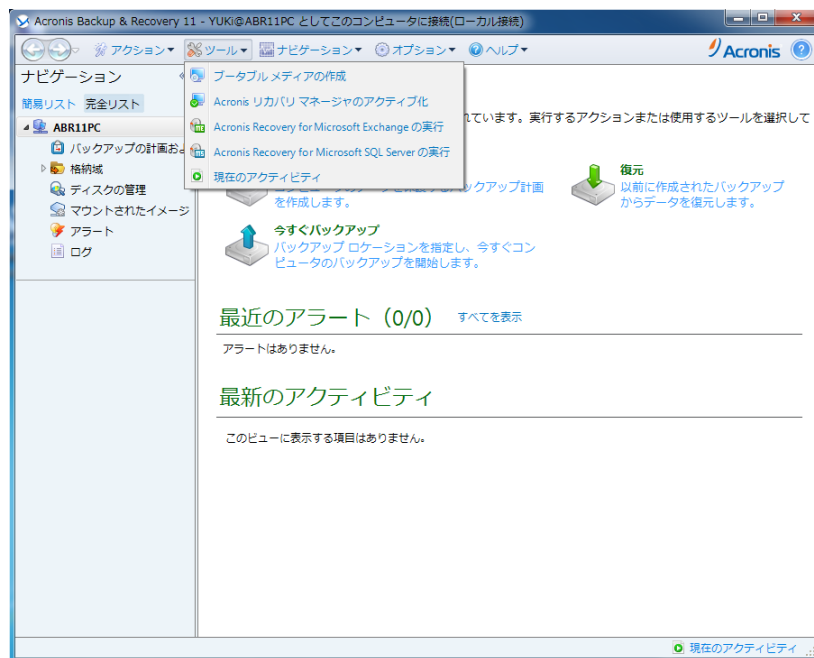 Acronis Backup & Recovery 11 - YUKi@ABR11PC としてこのコンピュータに接続(ローカル接続)
アクション ツール ナビゲーション オプション ヘルプ Acronis
ナビゲーション
簡易リスト 完全リスト
ABR11PC
バックアップの計画およ
格納域
ディスクの管理
マウントされたイメージ
アラート
ログ
ブータブル メディアの作成
Acronis リカバリ マネージャのアクティブ化
Acronis Recovery for Microsoft Exchange の実行
Acronis Recovery for Microsoft SQL Server の実行
現在のアクティビティ
れています。実行するアクションまたは使用するツールを選択して
バックアップ計画
を作成します。
復元
以前に作成されたバックアップ
からデータを復元します。
今すぐバックアップ
バックアップ ロケーションを指定し、今すぐコン
ピュータのバックアップを開始します。
最近のアラート（0/0） すべてを表示
アラートはありません。
最新のアクティビティ
このビューに表示する項目はありません。
現在のアクティビティ